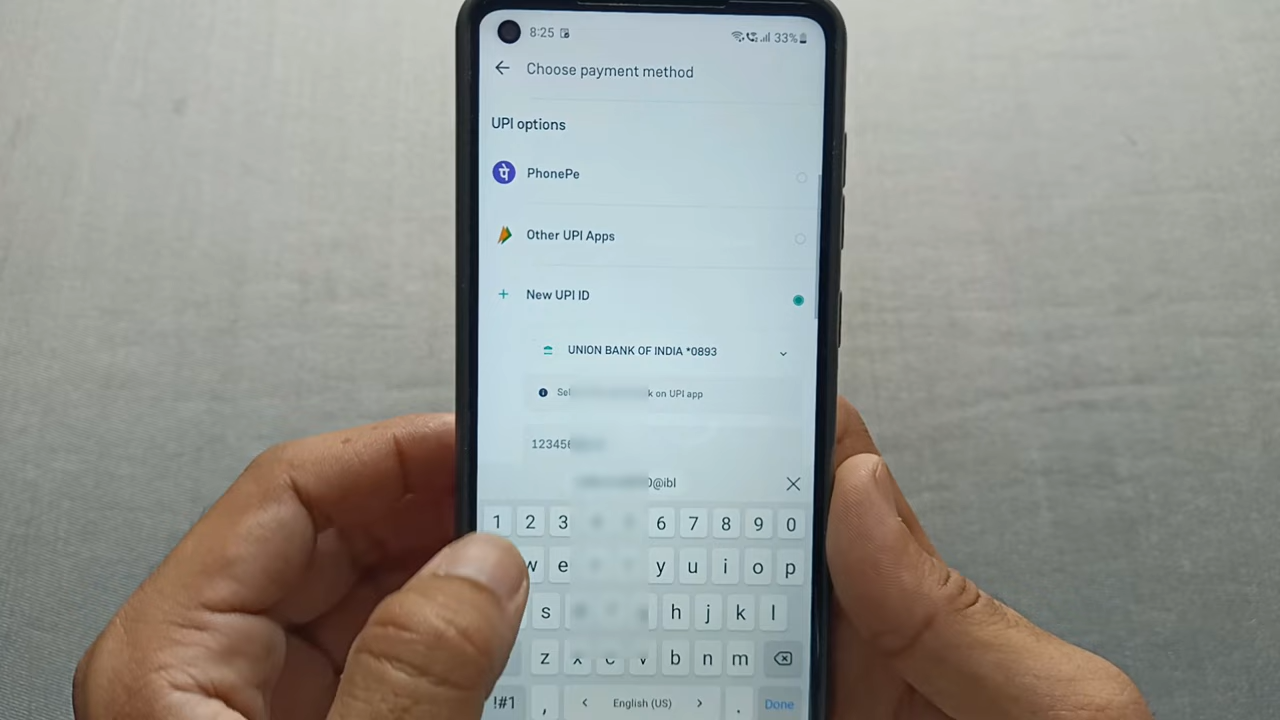 8:25 33%
Choose payment method
UPI options
पे PhonePe
Other UPI Apps
+ New UPI ID
UNION BANK OF INDIA *0893
k on UPI app
@ibl
1 2 3 6 7 8 9 0
w e y u i o p
s h j k l
z x c v b n m
!#1 , < English (US) > . Done